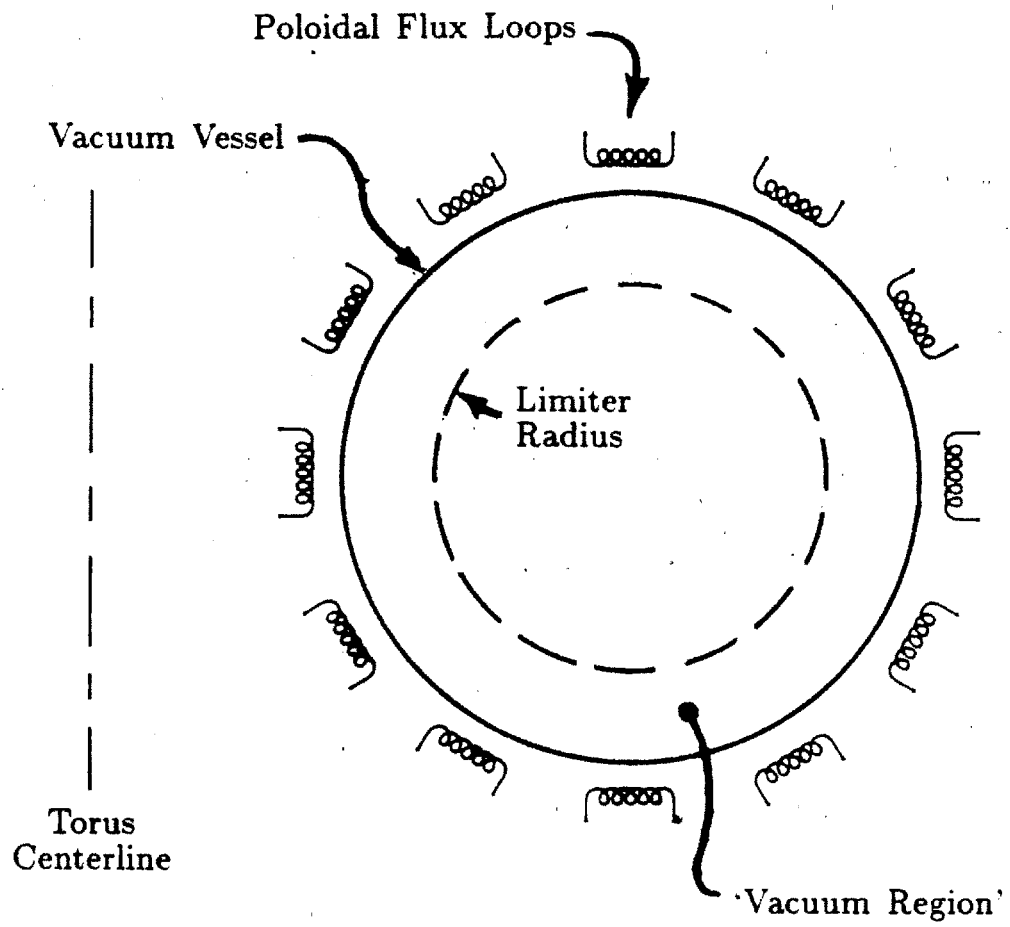 Poloidal Flux Loops
Vacuum Vessel
Limiter
Radius
Torus
Centerline
'Vacuum Region'